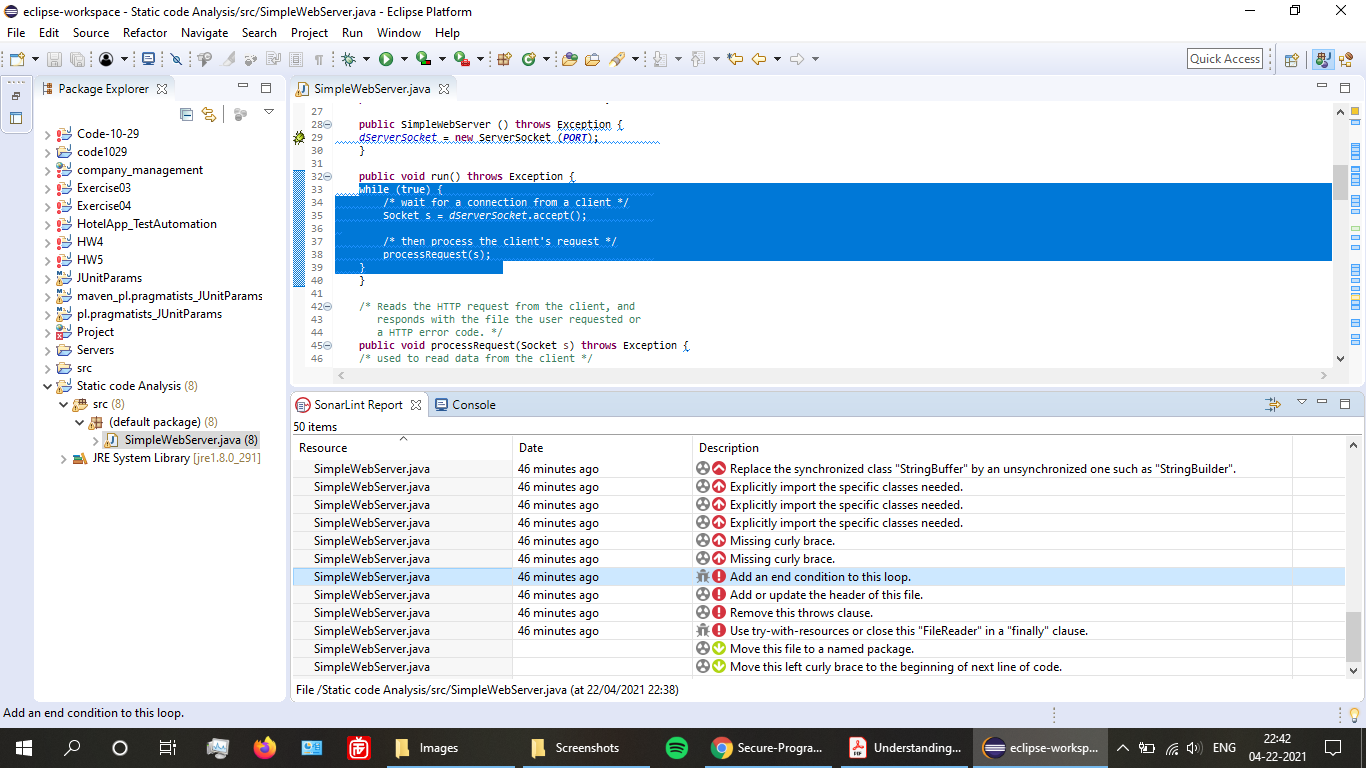 eclipse-workspace - Static code Analysis/src/SimpleWebServer.java - Eclipse Platform
File Edit Source Refactor Navigate Search Project Run Window Help
Quick Access
Package Explorer
Code-10-29
code1029
company_management
Exercise03
Exercise04
HotelApp_TestAutomation
HW4
HW5
JUnitParams
maven_pl.pragmatists_JUnitParams
pl.pragmatists_JUnitParams
Project
Servers
src
Static code Analysis (8)
src (8)
(default package) (8)
SimpleWebServer.java (8)
JRE System Library [jre1.8.0_291]
SimpleWebServer.java
27
28 public SimpleWebServer () throws Exception {
29 dServerSocket = new ServerSocket (PORT);
30 }
31
32 public void run() throws Exception {
33 while (true) {
34 /* wait for a connection from a client */
35 Socket s = dServerSocket.accept();
36
37 /* then process the client's request */
38 processRequest(s);
39 }
40 }
41
42 /* Reads the HTTP request from the client, and
43 responds with the file the user requested or
44 a HTTP error code. */
45 public void processRequest(Socket s) throws Exception {
46 /* used to read data from the client */
SonarLint Report Console
50 items
Resource Date Description
SimpleWebServer.java 46 minutes ago Replace the synchronized class "StringBuffer" by an unsynchronized one such as "StringBuilder".
SimpleWebServer.java 46 minutes ago Explicitly import the specific classes needed.
SimpleWebServer.java 46 minutes ago Explicitly import the specific classes needed.
SimpleWebServer.java 46 minutes ago Explicitly import the specific classes needed.
SimpleWebServer.java 46 minutes ago Missing curly brace.
SimpleWebServer.java 46 minutes ago Missing curly brace.
SimpleWebServer.java 46 minutes ago Add an end condition to this loop.
SimpleWebServer.java 46 minutes ago Add or update the header of this file.
SimpleWebServer.java 46 minutes ago Remove this throws clause.
SimpleWebServer.java 46 minutes ago Use try-with-resources or close this "FileReader" in a "finally" clause.
SimpleWebServer.java Move this file to a named package.
SimpleWebServer.java Move this left curly brace to the beginning of next line of code.
File /Static code Analysis/src/SimpleWebServer.java (at 22/04/2021 22:38)
Add an end condition to this loop.
Images Screenshots Secure-Progra... Understanding... eclipse-worksp... ENG 22:42
04-22-2021